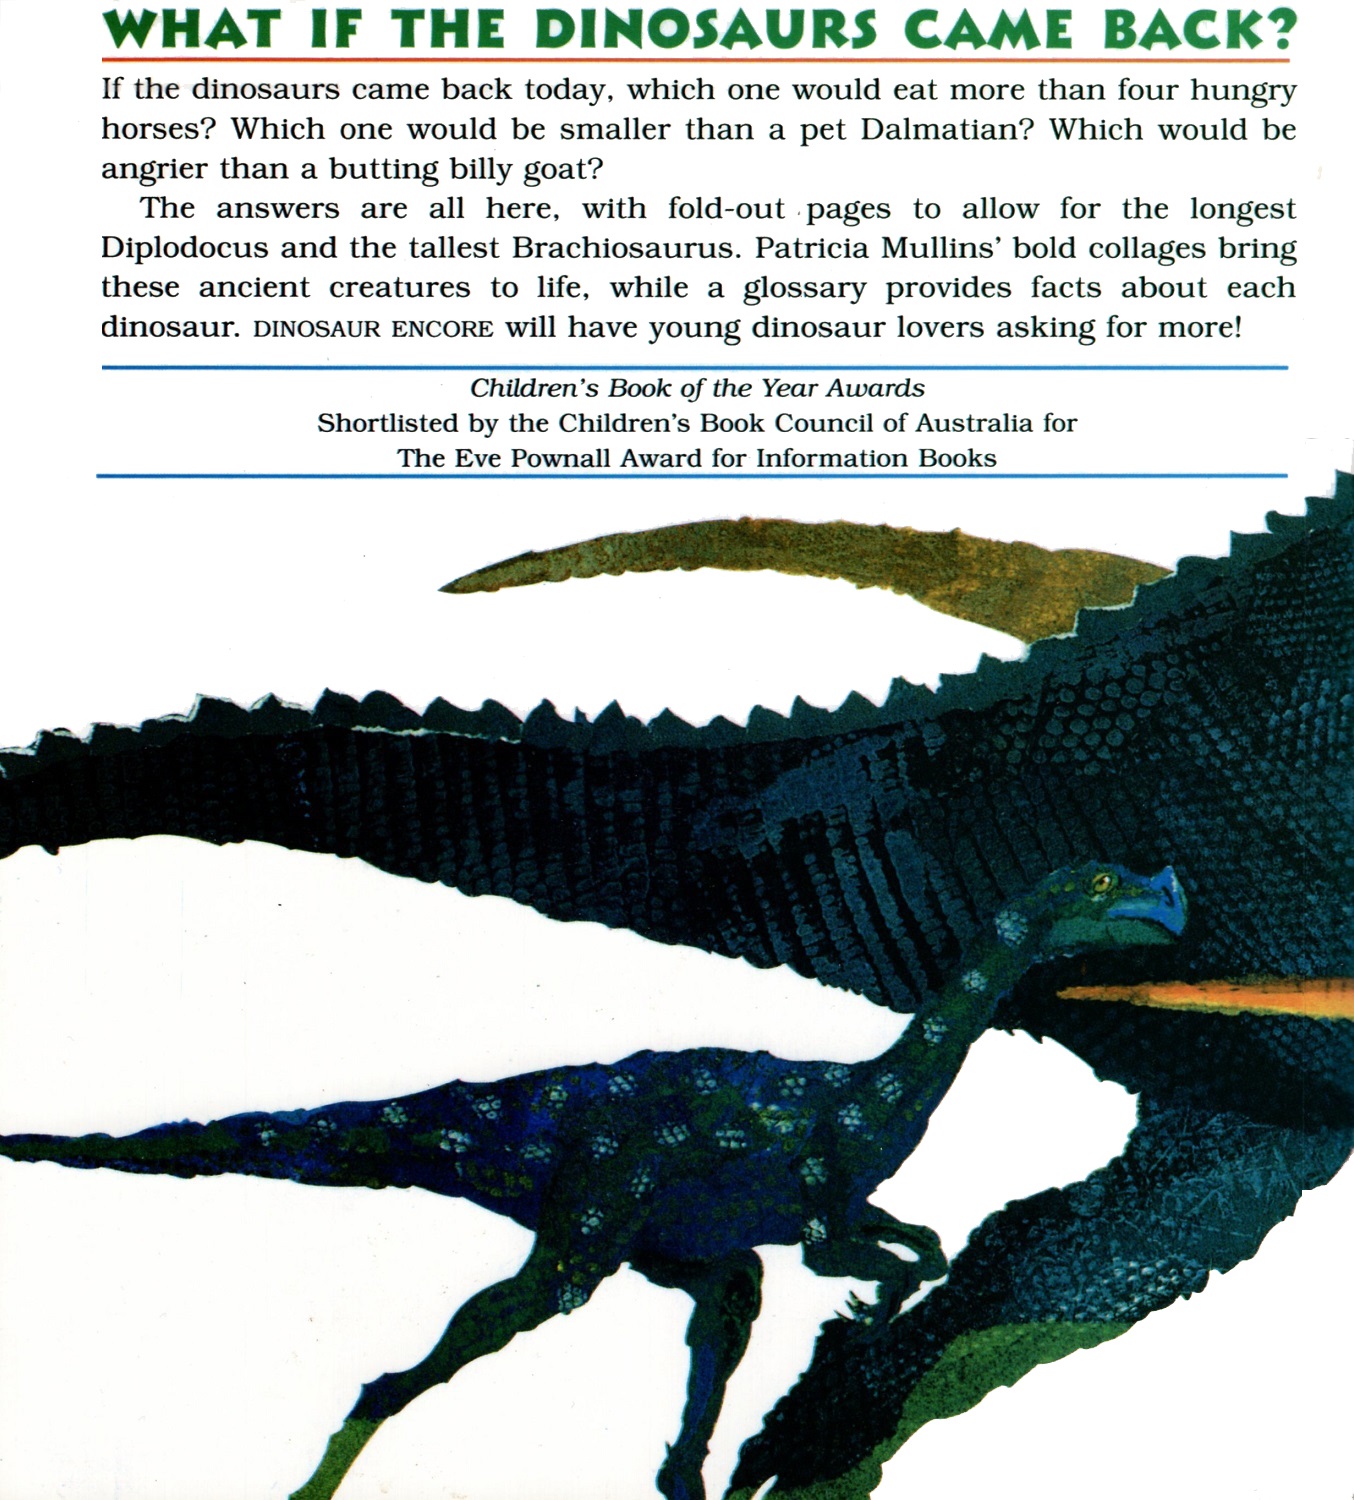 WHAT IF THE DINOSAURS CAME BACK?
If the dinosaurs came back today, which one would eat more than four hungry
horses? Which one would be smaller than a pet Dalmatian? Which would be
angrier than a butting billy goat?
The answers are all here, with fold-out pages to allow for the longest
Diplodocus and the tallest Brachiosaurus. Patricia Mullins’ bold collages bring
these ancient creatures to life, while a glossary provides facts about each
dinosaur. DINOSAUR ENCORE will have young dinosaur lovers asking for more!
Children’s Book of the Year Awards
Shortlisted by the Children’s Book Council of Australia for
The Eve Pownall Award for Information Books